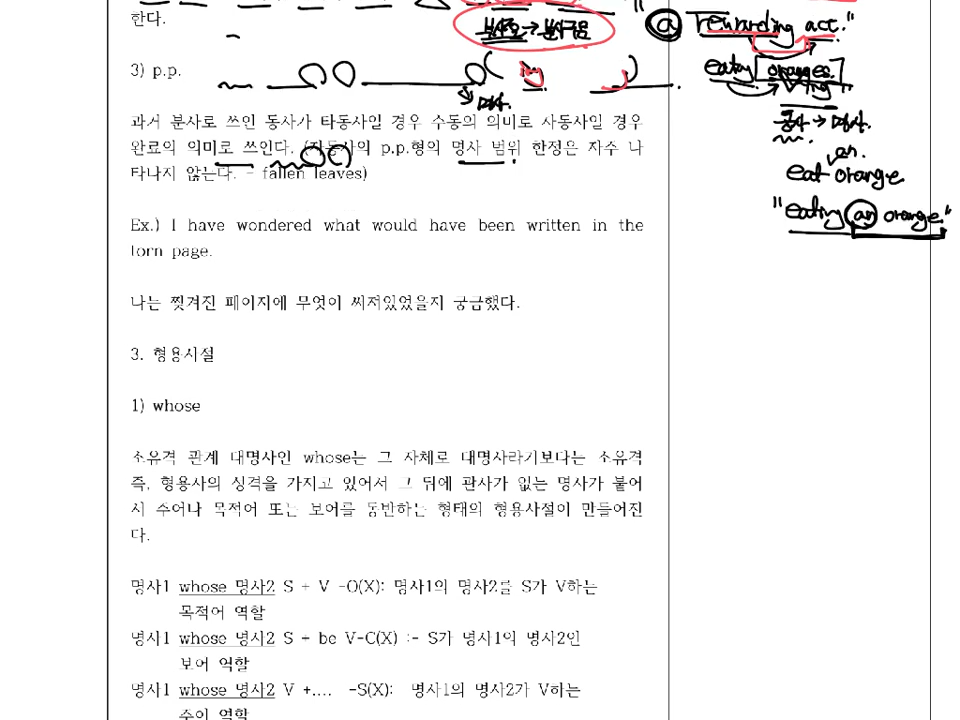 한다.
분사구문
a rewarding act."
3) p.p.
eating oranges.
명사.
동사 → 명사.
과거 분사로 쓰인 동사가 타동사일 경우 수동의 의미로 자동사일 경우
완료의 의미로 쓰인다. (자동사의 p.p.형의 명사 범위 한정은 자수 나
타나지 않는다. - fallen leaves)
an
eat orange
"eating an orange."
Ex.) I have wondered what would have been written in the
torn page.
나는 찢겨진 페이지에 무엇이 씌져있었을지 궁금했다.
3. 형용사절
1) whose
소유격 관계 대명사인 whose는 그 자체로 대명사라기보다는 소유격
즉, 형용사의 성격을 가지고 있어서 그 뒤에 관사가 없는 명사가 붙어
서 주어나 목적어 또는 보어를 동반하는 형태의 형용사절이 만들어진
다.
명사1 whose 명사2 S + V -O(X): 명사1의 명사2를 S가 V하는
목적어 역할
명사1 whose 명사2 S + be V-C(X) :- S가 명사1의 명사2인
보어 역할
명사1 whose 명사2 V +.... -S(X): 명사1의 명사2가 V하는
주어 역할